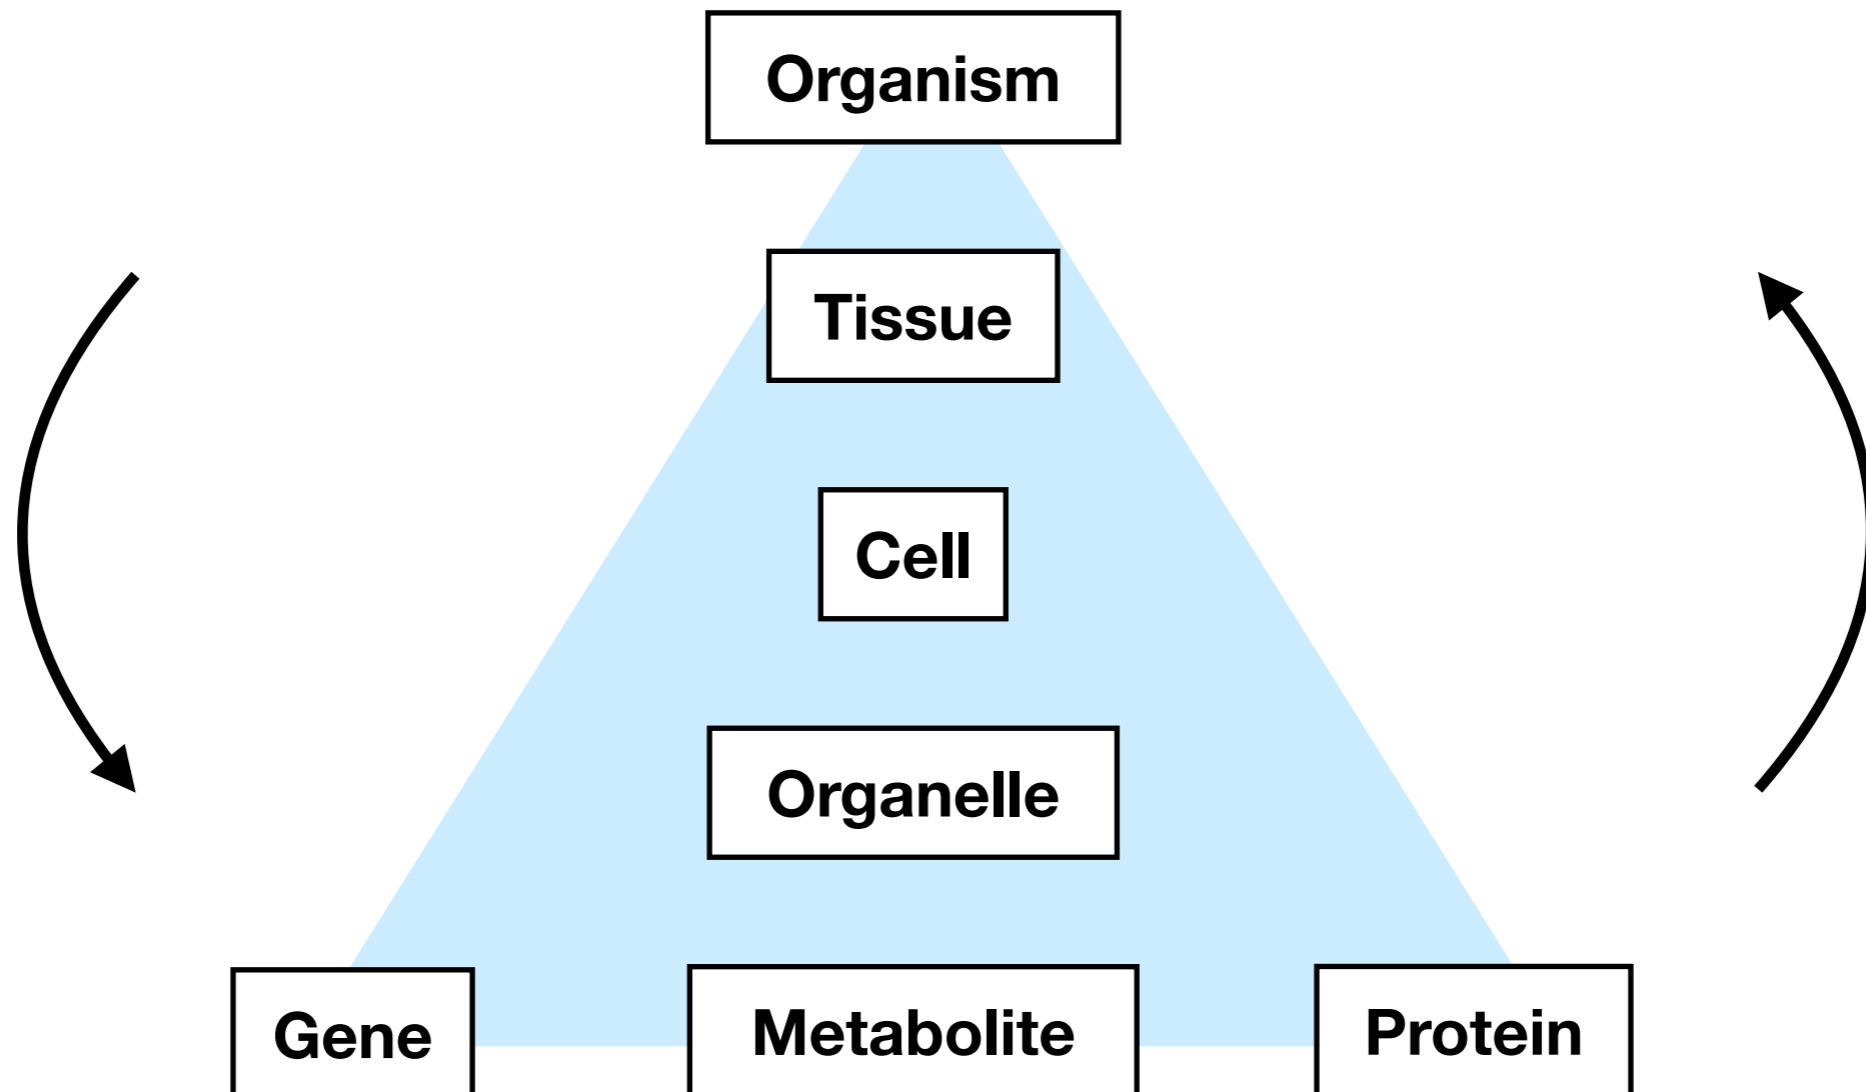 Organism
Tissue
Cell
Organelle
Gene Metabolite Protein